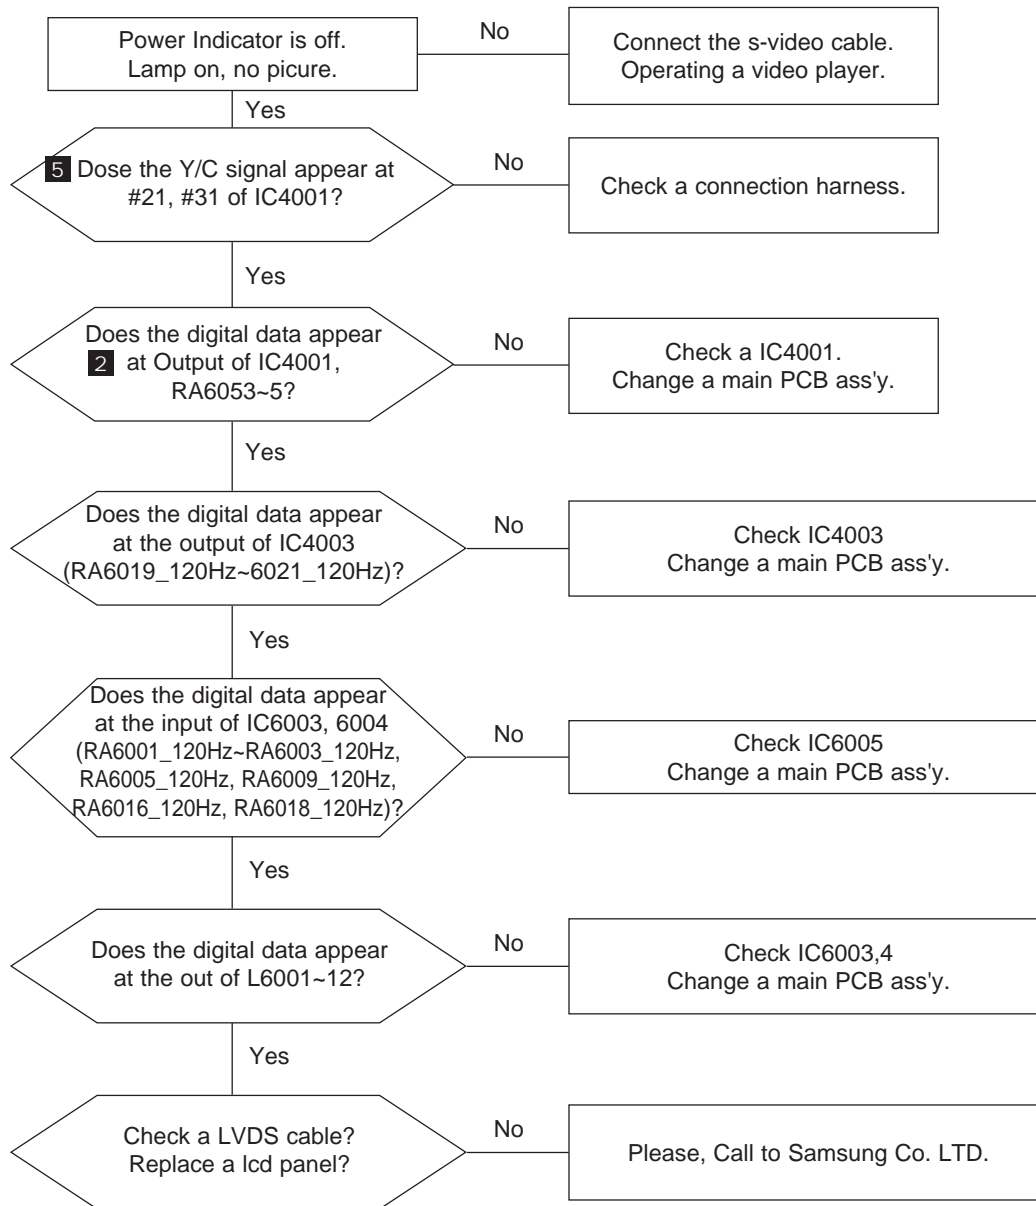 Power Indicator is off.
Lamp on, no picure.
No
Connect the s-video cable.
Operating a video player.
Yes
5 Dose the Y/C signal appear at
#21, #31 of IC4001?
No
Check a connection harness.
Yes
Does the digital data appear
2 at Output of IC4001,
RA6053~5?
No
Check a IC4001.
Change a main PCB ass'y.
Yes
Does the digital data appear
at the output of IC4003
(RA6019_120Hz~6021_120Hz)?
No
Check IC4003
Change a main PCB ass'y.
Yes
Does the digital data appear
at the input of IC6003, 6004
(RA6001_120Hz~RA6003_120Hz,
RA6005_120Hz, RA6009_120Hz,
RA6016_120Hz, RA6018_120Hz)?
No
Check IC6005
Change a main PCB ass'y.
Yes
Does the digital data appear
at the out of L6001~12?
No
Check IC6003,4
Change a main PCB ass'y.
Yes
Check a LVDS cable?
Replace a lcd panel?
No
Please, Call to Samsung Co. LTD.